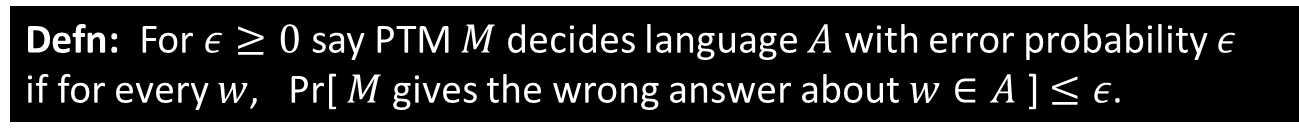 Defn: For ϵ ≥ 0 say PTM M decides language A with error probability ϵ
if for every w, Pr[ M gives the wrong answer about w ∈ A ] ≤ ϵ.